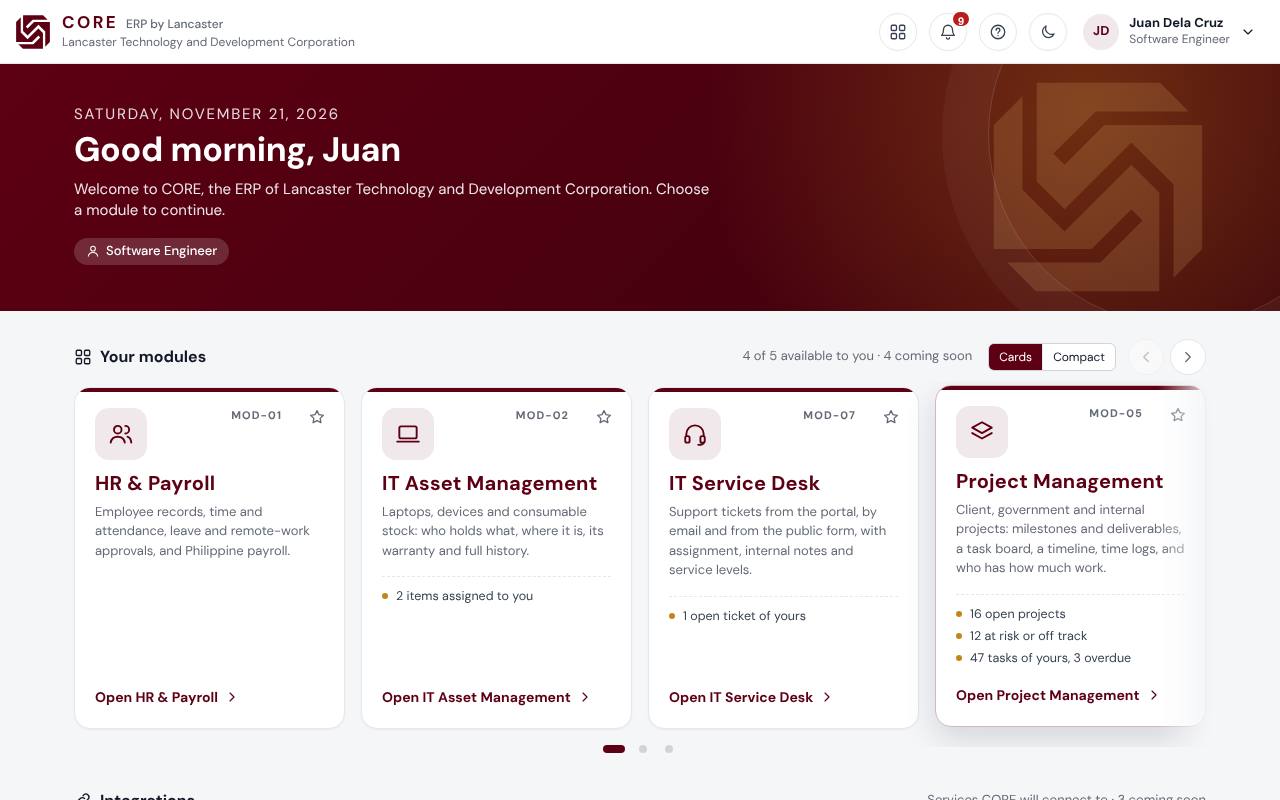 CORE ERP by Lancaster
Lancaster Technology and Development Corporation
9
JD
Juan Dela Cruz
Software Engineer
SATURDAY, NOVEMBER 21, 2026
Good morning, Juan
Welcome to CORE, the ERP of Lancaster Technology and Development Corporation. Choose
a module to continue.
Software Engineer
Your modules
4 of 5 available to you · 4 coming soon
Cards
Compact
MOD-01
HR & Payroll
Employee records, time and
attendance, leave and remote-work
approvals, and Philippine payroll.
Open HR & Payroll
MOD-02
IT Asset Management
Laptops, devices and consumable
stock: who holds what, where it is, its
warranty and full history.
2 items assigned to you
Open IT Asset Management
MOD-07
IT Service Desk
Support tickets from the portal, by
email and from the public form, with
assignment, internal notes and
service levels.
1 open ticket of yours
Open IT Service Desk
MOD-05
Project Management
Client, government and internal
projects: milestones and deliverables,
a task board, a timeline, time logs, and
who has how much work.
16 open projects
12 at risk or off track
47 tasks of yours, 3 overdue
Open Project Management
Integrations
Services CORE will connect to · 3 coming soon